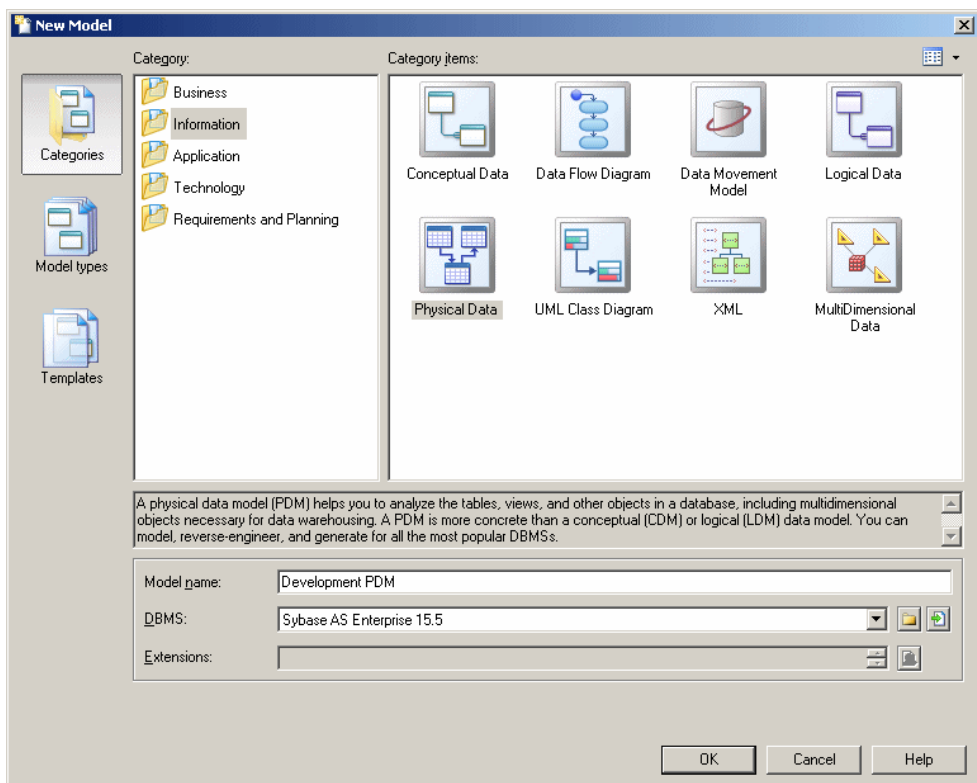 New Model
Category:
Category items:
Categories
Model types
Templates
Business
Information
Application
Technology
Requirements and Planning
Conceptual Data
Data Flow Diagram
Data Movement
Model
Logical Data
Physical Data
UML Class Diagram
XML
MultiDimensional
Data
A physical data model (PDM) helps you to analyze the tables, views, and other objects in a database, including multidimensional
objects necessary for data warehousing. A PDM is more concrete than a conceptual (CDM) or logical (LDM) data model. You can
model, reverse-engineer, and generate for all the most popular DBMSs.
Model name:
Development PDM
DBMS:
Sybase AS Enterprise 15.5
Extensions:
OK
Cancel
Help